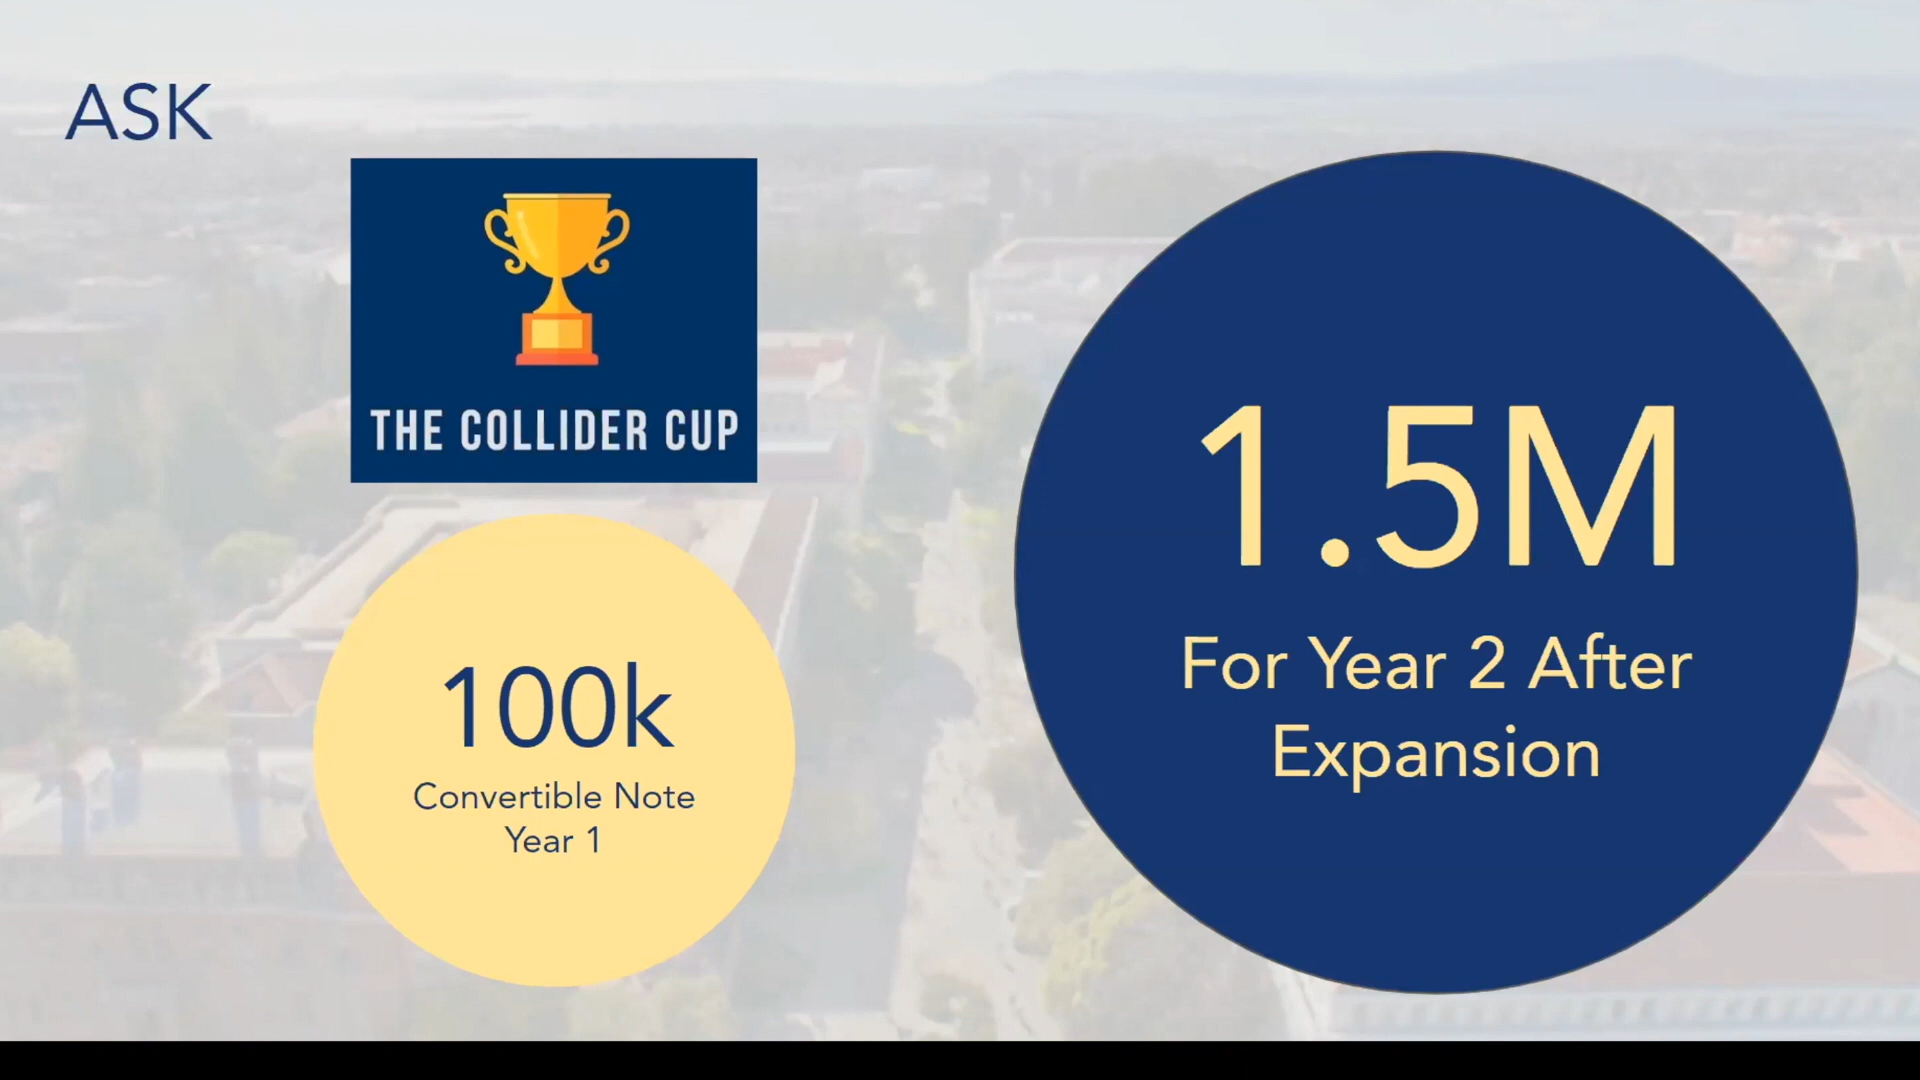 ASK
THE COLLIDER CUP
100k
Convertible Note
Year 1
1.5M
For Year 2 After
Expansion